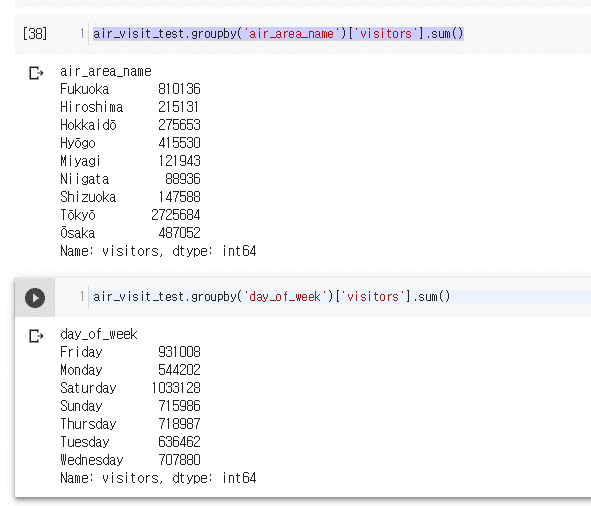 [38] 1 air_visit_test.groupby('air_area_name')['visitors'].sum()
air_area_name
Fukuoka 810136
Hiroshima 215131
Hokkaidō 275653
Hyōgo 415530
Miyagi 121943
Niigata 88936
Shizuoka 147588
Tōkyō 2725684
Ōsaka 487052
Name: visitors, dtype: int64
1 air_visit_test.groupby('day_of_week')['visitors'].sum()
day_of_week
Friday 931008
Monday 544202
Saturday 1033128
Sunday 715986
Thursday 718987
Tuesday 636462
Wednesday 707880
Name: visitors, dtype: int64